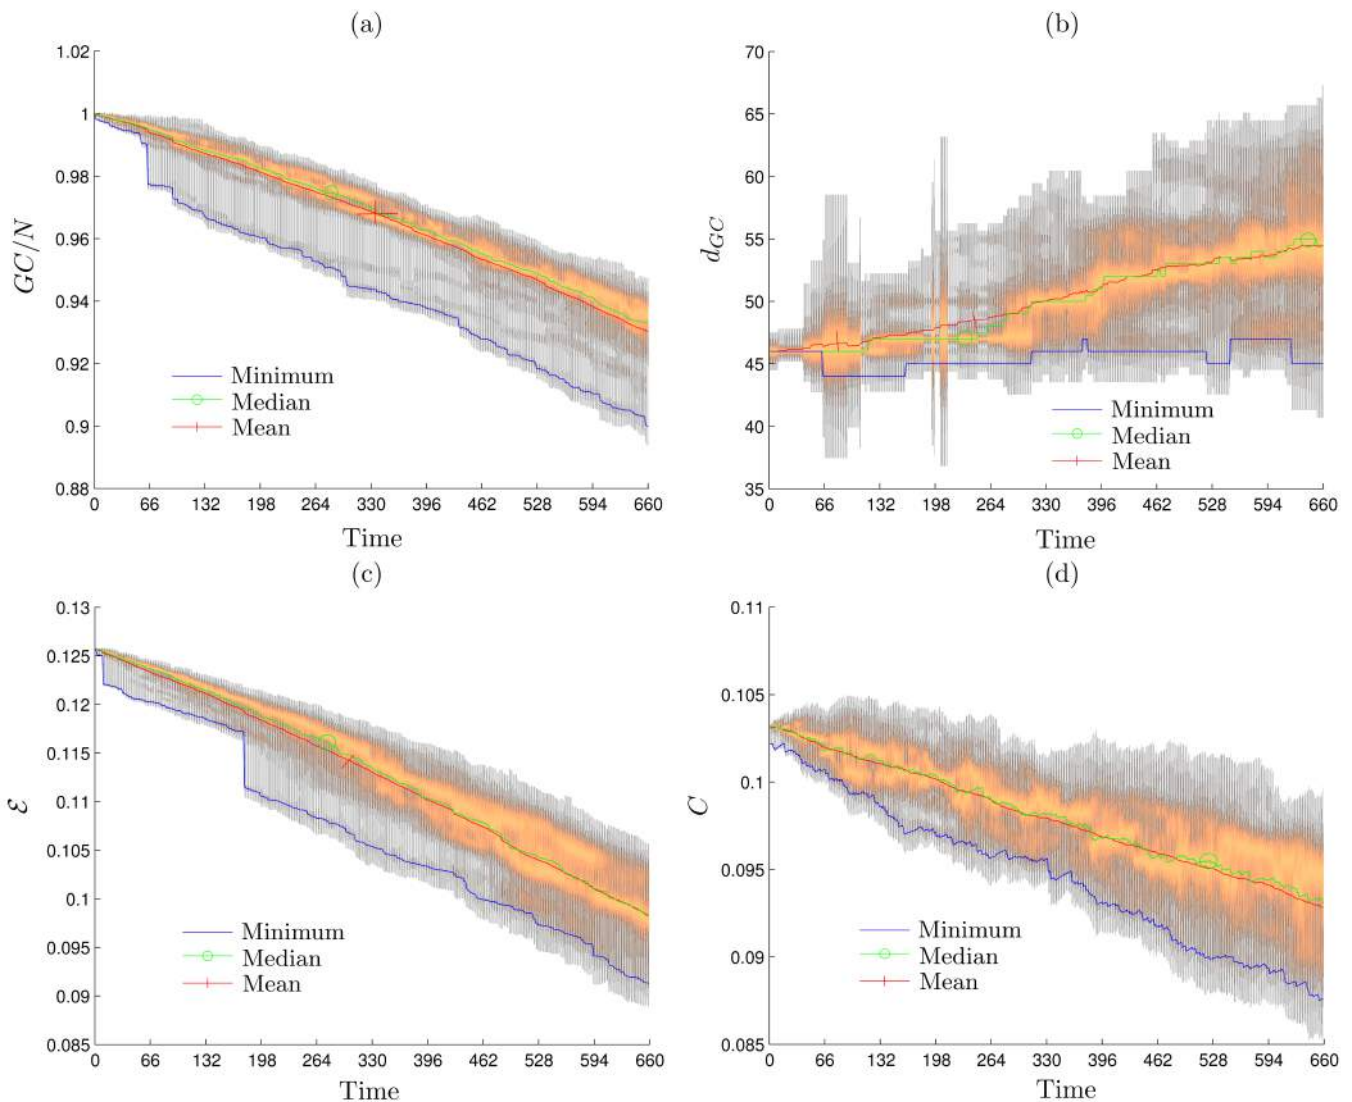 (a)
1.02
1
0.98
0.96
0.94
0.92
0.9
0.88
GC/N
Minimum
Median
Mean
0 66 132 198 264 330 396 462 528 594 660
Time
(b)
70
65
60
55
50
45
40
35
d_GC
Minimum
Median
Mean
0 66 132 198 264 330 396 462 528 594 660
Time
(c)
0.13
0.125
0.12
0.115
0.11
0.105
0.1
0.095
0.09
0.085
ℰ
Minimum
Median
Mean
0 66 132 198 264 330 396 462 528 594 660
Time
(d)
0.11
0.105
0.1
0.095
0.09
0.085
C
Minimum
Median
Mean
0 66 132 198 264 330 396 462 528 594 660
Time